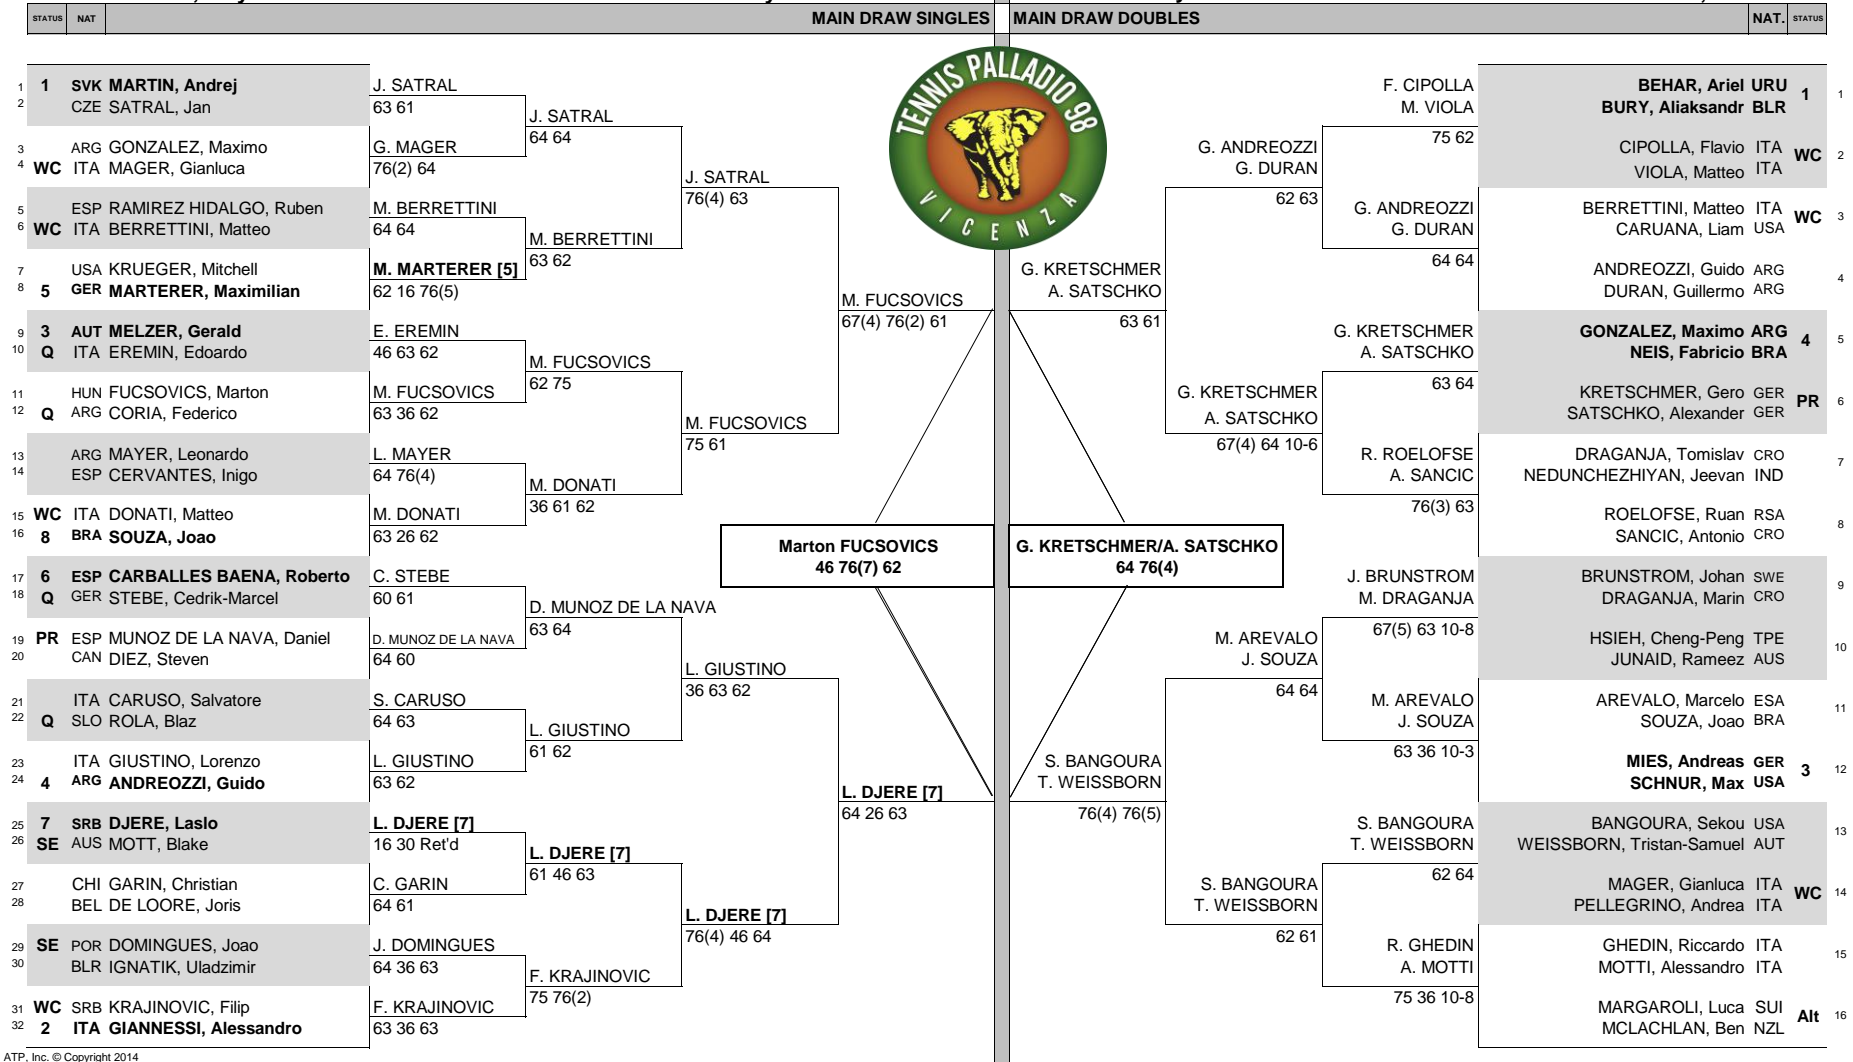 STATUS NAT MAIN DRAW SINGLES MAIN DRAW DOUBLES NAT. STATUS
TENNIS PALLADIO 98
VICENZA
1 1 SVK MARTIN, Andrej
2 CZE SATRAL, Jan
3 ARG GONZALEZ, Maximo
4 WC ITA MAGER, Gianluca
5 ESP RAMIREZ HIDALGO, Ruben
6 WC ITA BERRETTINI, Matteo
7 USA KRUEGER, Mitchell
8 5 GER MARTERER, Maximilian
9 3 AUT MELZER, Gerald
10 Q ITA EREMIN, Edoardo
11 HUN FUCSOVICS, Marton
12 Q ARG CORIA, Federico
13 ARG MAYER, Leonardo
14 ESP CERVANTES, Inigo
15 WC ITA DONATI, Matteo
16 8 BRA SOUZA, Joao
17 6 ESP CARBALLES BAENA, Roberto
18 Q GER STEBE, Cedrik-Marcel
19 PR ESP MUNOZ DE LA NAVA, Daniel
20 CAN DIEZ, Steven
21 ITA CARUSO, Salvatore
22 Q SLO ROLA, Blaz
23 ITA GIUSTINO, Lorenzo
24 4 ARG ANDREOZZI, Guido
25 7 SRB DJERE, Laslo
26 SE AUS MOTT, Blake
27 CHI GARIN, Christian
28 BEL DE LOORE, Joris
29 SE POR DOMINGUES, Joao
30 BLR IGNATIK, Uladzimir
31 WC SRB KRAJINOVIC, Filip
32 2 ITA GIANNESSI, Alessandro
J. SATRAL
63 61
G. MAGER
76(2) 64
M. BERRETTINI
64 64
M. MARTERER [5]
62 16 76(5)
E. EREMIN
46 63 62
M. FUCSOVICS
63 36 62
L. MAYER
64 76(4)
M. DONATI
63 26 62
C. STEBE
60 61
D. MUNOZ DE LA NAVA
64 60
S. CARUSO
64 63
L. GIUSTINO
63 62
L. DJERE [7]
16 30 Ret'd
C. GARIN
64 61
J. DOMINGUES
64 36 63
F. KRAJINOVIC
63 36 63
J. SATRAL
64 64
M. BERRETTINI
63 62
M. FUCSOVICS
62 75
M. DONATI
36 61 62
D. MUNOZ DE LA NAVA
63 64
L. GIUSTINO
61 62
L. DJERE [7]
61 46 63
F. KRAJINOVIC
75 76(2)
J. SATRAL
76(4) 63
M. FUCSOVICS
75 61
L. GIUSTINO
36 63 62
L. DJERE [7]
76(4) 46 64
M. FUCSOVICS
67(4) 76(2) 61
L. DJERE [7]
64 26 63
Marton FUCSOVICS
46 76(7) 62
G. KRETSCHMER/A. SATSCHKO
64 76(4)
G. KRETSCHMER
A. SATSCHKO
63 61
S. BANGOURA
T. WEISSBORN
76(4) 76(5)
G. ANDREOZZI
G. DURAN
62 63
G. KRETSCHMER
A. SATSCHKO
67(4) 64 10-6
M. AREVALO
J. SOUZA
64 64
S. BANGOURA
T. WEISSBORN
62 61
F. CIPOLLA
M. VIOLA
75 62
G. ANDREOZZI
G. DURAN
64 64
G. KRETSCHMER
A. SATSCHKO
63 64
R. ROELOFSE
A. SANCIC
76(3) 63
J. BRUNSTROM
M. DRAGANJA
67(5) 63 10-8
M. AREVALO
J. SOUZA
63 36 10-3
S. BANGOURA
T. WEISSBORN
62 64
R. GHEDIN
A. MOTTI
75 36 10-8
BEHAR, Ariel URU 1 1
BURY, Aliaksandr BLR
CIPOLLA, Flavio ITA WC 2
VIOLA, Matteo ITA
BERRETTINI, Matteo ITA WC 3
CARUANA, Liam USA
ANDREOZZI, Guido ARG 4
DURAN, Guillermo ARG
GONZALEZ, Maximo ARG 4 5
NEIS, Fabricio BRA
KRETSCHMER, Gero GER PR 6
SATSCHKO, Alexander GER
DRAGANJA, Tomislav CRO 7
NEDUNCHEZHIYAN, Jeevan IND
ROELOFSE, Ruan RSA 8
SANCIC, Antonio CRO
BRUNSTROM, Johan SWE 9
DRAGANJA, Marin CRO
HSIEH, Cheng-Peng TPE 10
JUNAID, Rameez AUS
AREVALO, Marcelo ESA 11
SOUZA, Joao BRA
MIES, Andreas GER 3 12
SCHNUR, Max USA
BANGOURA, Sekou USA 13
WEISSBORN, Tristan-Samuel AUT
MAGER, Gianluca ITA WC 14
PELLEGRINO, Andrea ITA
GHEDIN, Riccardo ITA 15
MOTTI, Alessandro ITA
MARGAROLI, Luca SUI Alt 16
MCLACHLAN, Ben NZL
ATP, Inc. © Copyright 2014